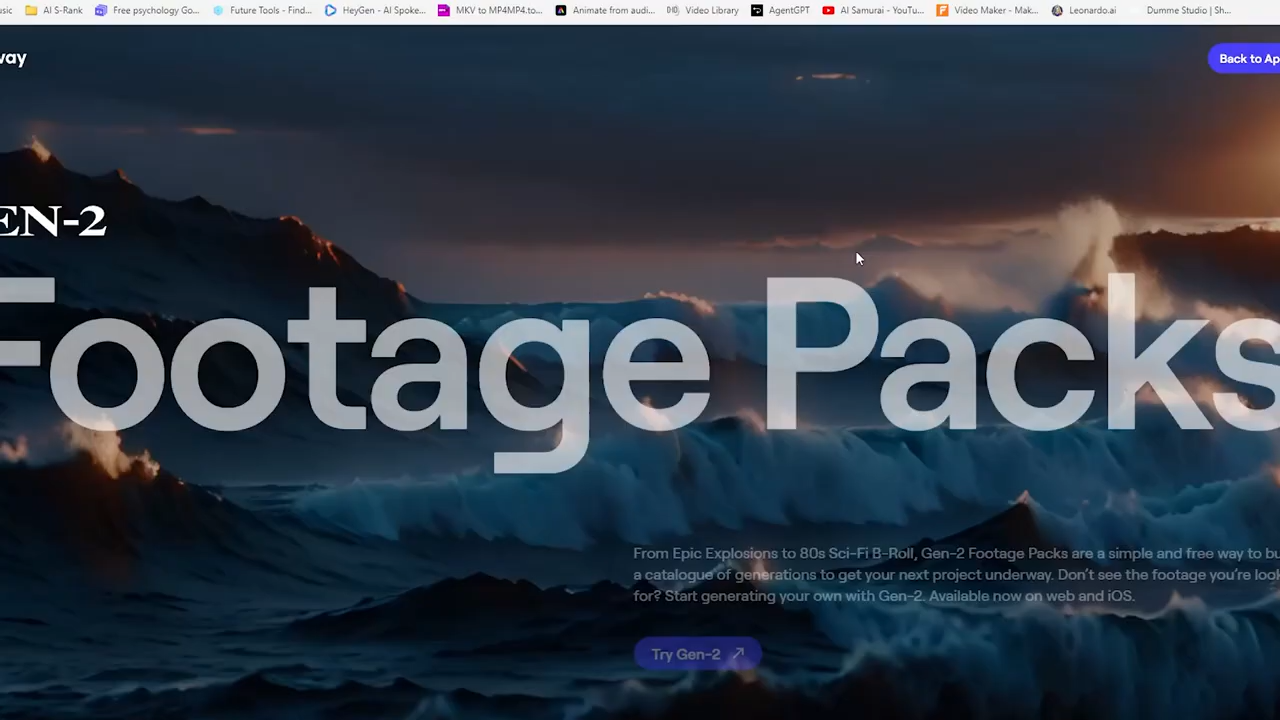 usic AI S-Rank Free psychology Go... Future Tools - Find... HeyGen - AI Spoke... MKV to MP4MP4.to... Animate from audi... Video Library AgentGPT AI Samurai - YouTu... Video Maker - Mak... Leonardo.ai Dumme Studio | Sh...
way
Back to Ap
EN-2
Footage Packs
From Epic Explosions to 80s Sci-Fi B-Roll, Gen-2 Footage Packs are a simple and free way to bu
a catalogue of generations to get your next project underway. Don't see the footage you're look
for? Start generating your own with Gen-2. Available now on web and iOS.
Try Gen-2